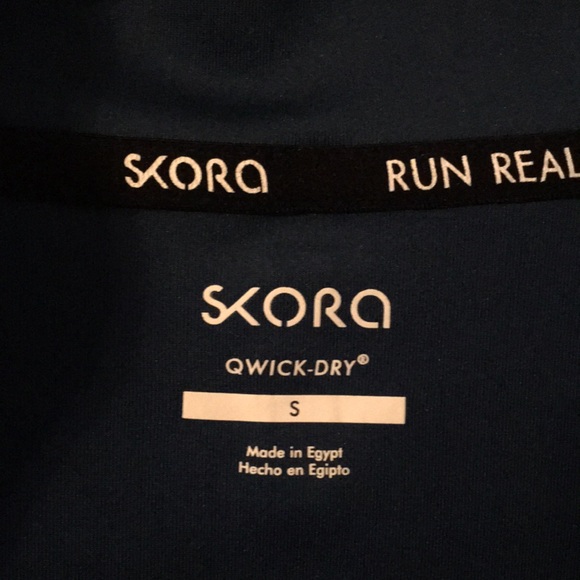 SKORA RUN REAL
SKORA
QWICK-DRY®
S
Made in Egypt
Hecho en Egipto